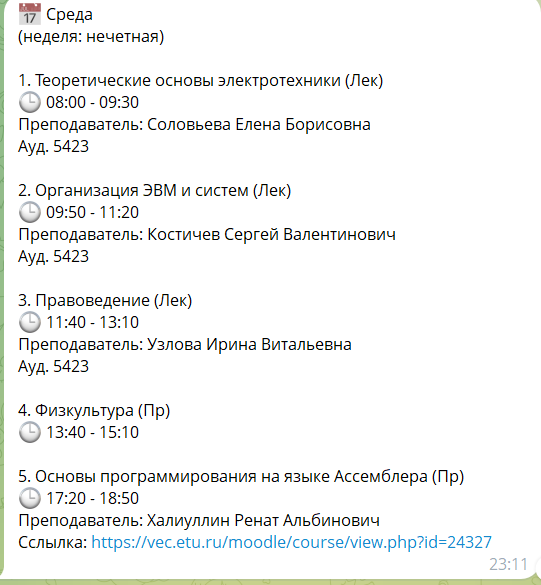 17 Среда
(неделя: нечетная)
1. Теоретические основы электротехники (Лек)
08:00 - 09:30
Преподаватель: Соловьева Елена Борисовна
Ауд. 5423
2. Организация ЭВМ и систем (Лек)
09:50 - 11:20
Преподаватель: Костичев Сергей Валентинович
Ауд. 5423
3. Правоведение (Лек)
11:40 - 13:10
Преподаватель: Узлова Ирина Витальевна
Ауд. 5423
4. Физкультура (Пр)
13:40 - 15:10
5. Основы программирования на языке Ассемблера (Пр)
17:20 - 18:50
Преподаватель: Халиуллин Ренат Альбинович
Сслылка: https://vec.etu.ru/moodle/course/view.php?id=24327
23:11